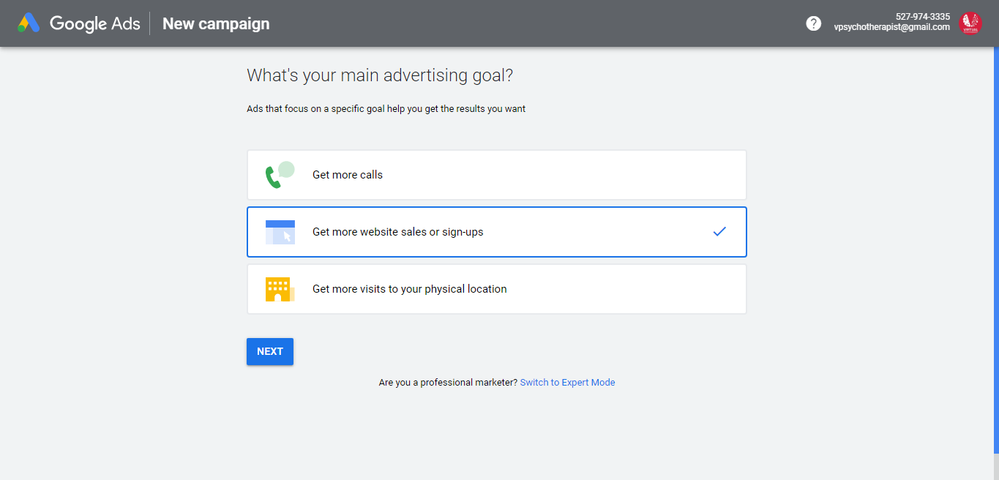 Google Ads New campaign
?
527-974-3335
vpsychotherapist@gmail.com
VIRTUAL
What's your main advertising goal?
Ads that focus on a specific goal help you get the results you want
Get more calls
Get more website sales or sign-ups
Get more visits to your physical location
NEXT
Are you a professional marketer? Switch to Expert Mode